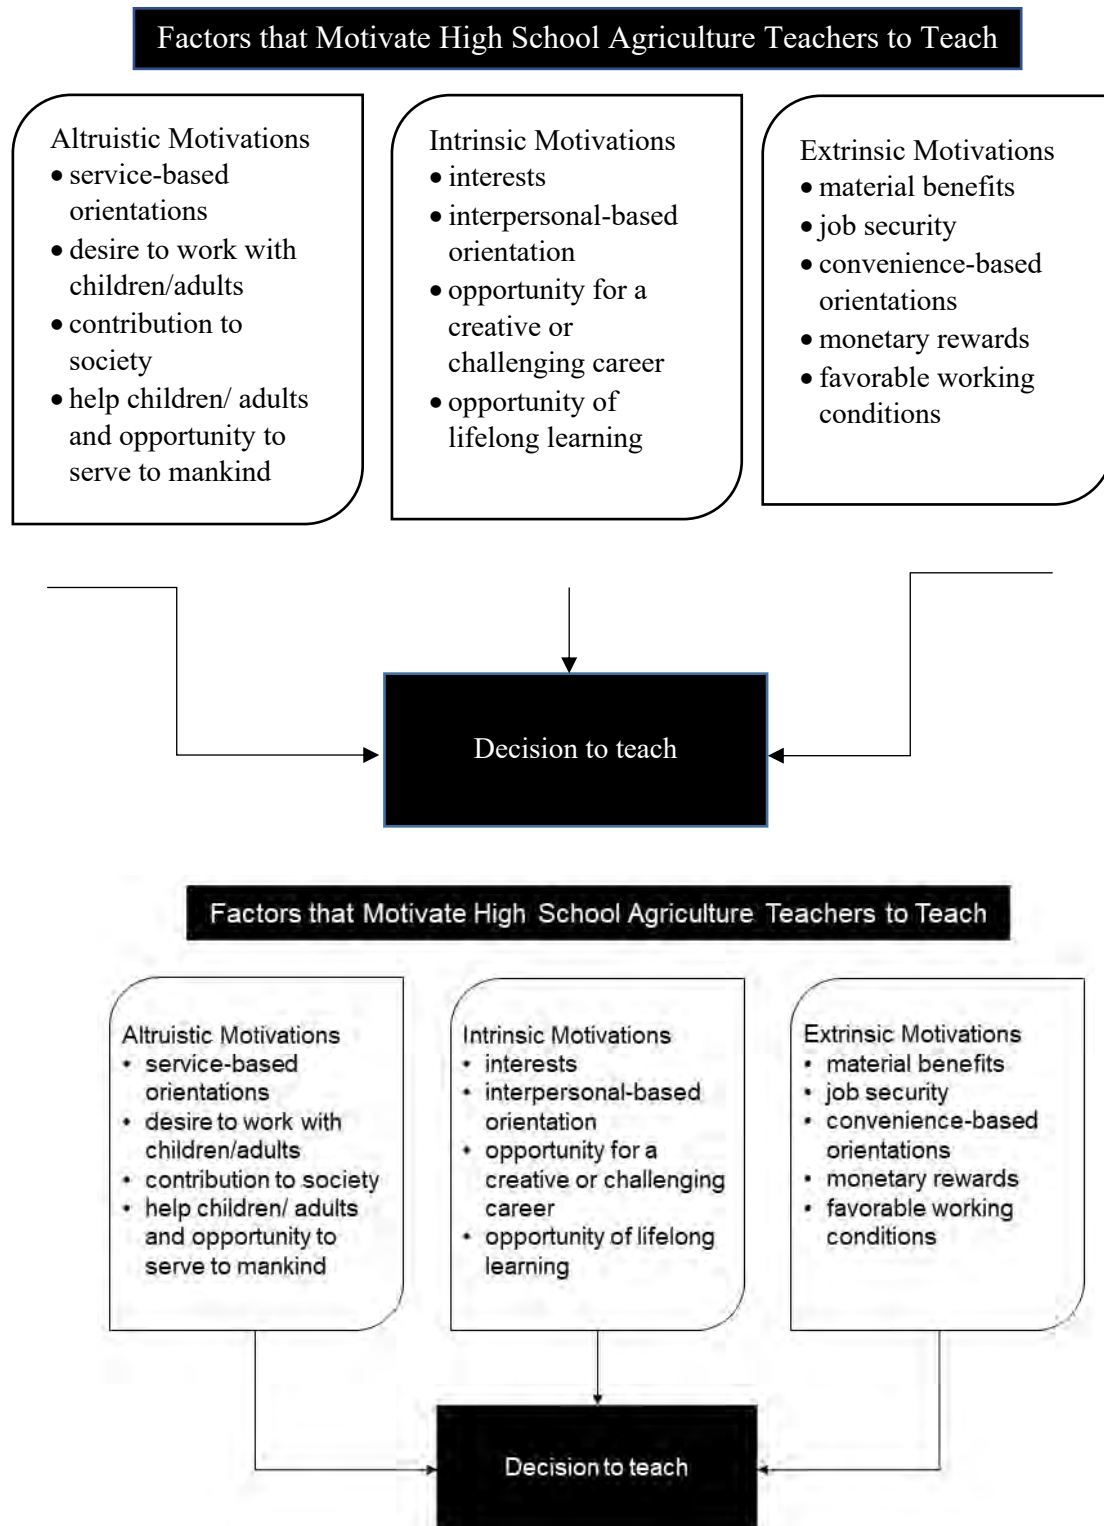 Factors that Motivate High School Agriculture Teachers to Teach
Altruistic Motivations
• service-based
orientations
• desire to work with
children/adults
• contribution to
society
• help children/ adults
and opportunity to
serve to mankind
Intrinsic Motivations
• interests
• interpersonal-based
orientation
• opportunity for a
creative or
challenging career
• opportunity of
lifelong learning
Extrinsic Motivations
• material benefits
• job security
• convenience-based
orientations
• monetary rewards
• favorable working
conditions
Decision to teach
Factors that Motivate High School Agriculture Teachers to Teach
Altruistic Motivations
• service-based
orientations
• desire to work with
children/adults
• contribution to society
• help children/ adults
and opportunity to
serve to mankind
Intrinsic Motivations
• interests
• interpersonal-based
orientation
• opportunity for a
creative or challenging
career
• opportunity of lifelong
learning
Extrinsic Motivations
• material benefits
• job security
• convenience-based
orientations
• monetary rewards
• favorable working
conditions
Decision to teach